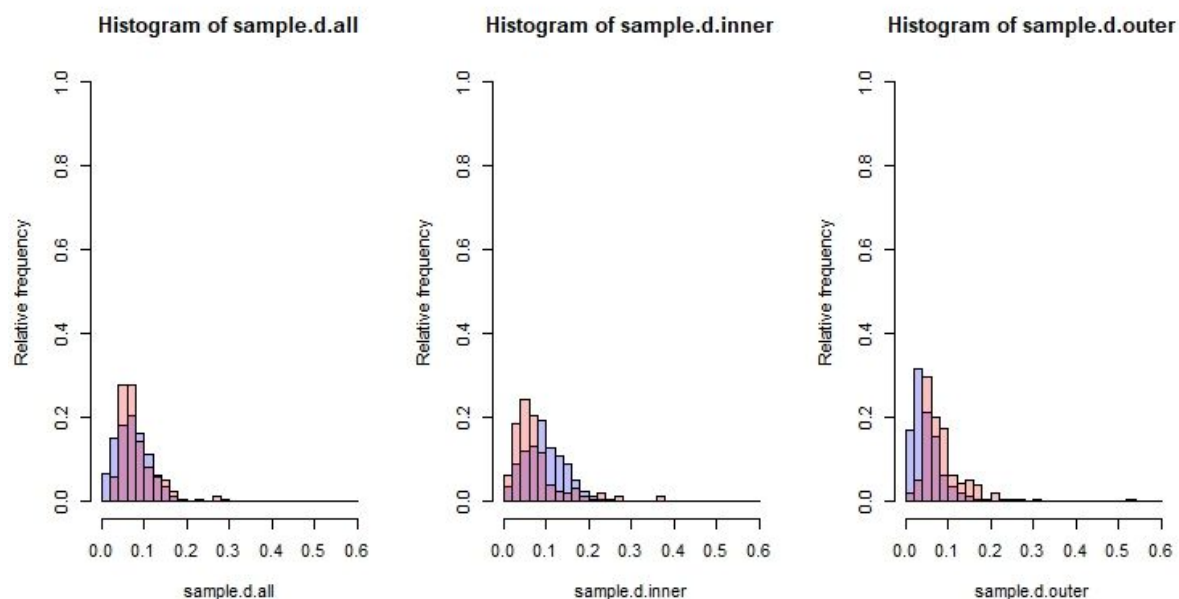 Histogram of sample.d.all
1.0
0.8
0.6
0.4
0.2
0.0
Relative frequency
0.0 0.1 0.2 0.3 0.4 0.5 0.6
sample.d.all
Histogram of sample.d.inner
1.0
0.8
0.6
0.4
0.2
0.0
Relative frequency
0.0 0.1 0.2 0.3 0.4 0.5 0.6
sample.d.inner
Histogram of sample.d.outer
1.0
0.8
0.6
0.4
0.2
0.0
Relative frequency
0.0 0.1 0.2 0.3 0.4 0.5 0.6
sample.d.outer